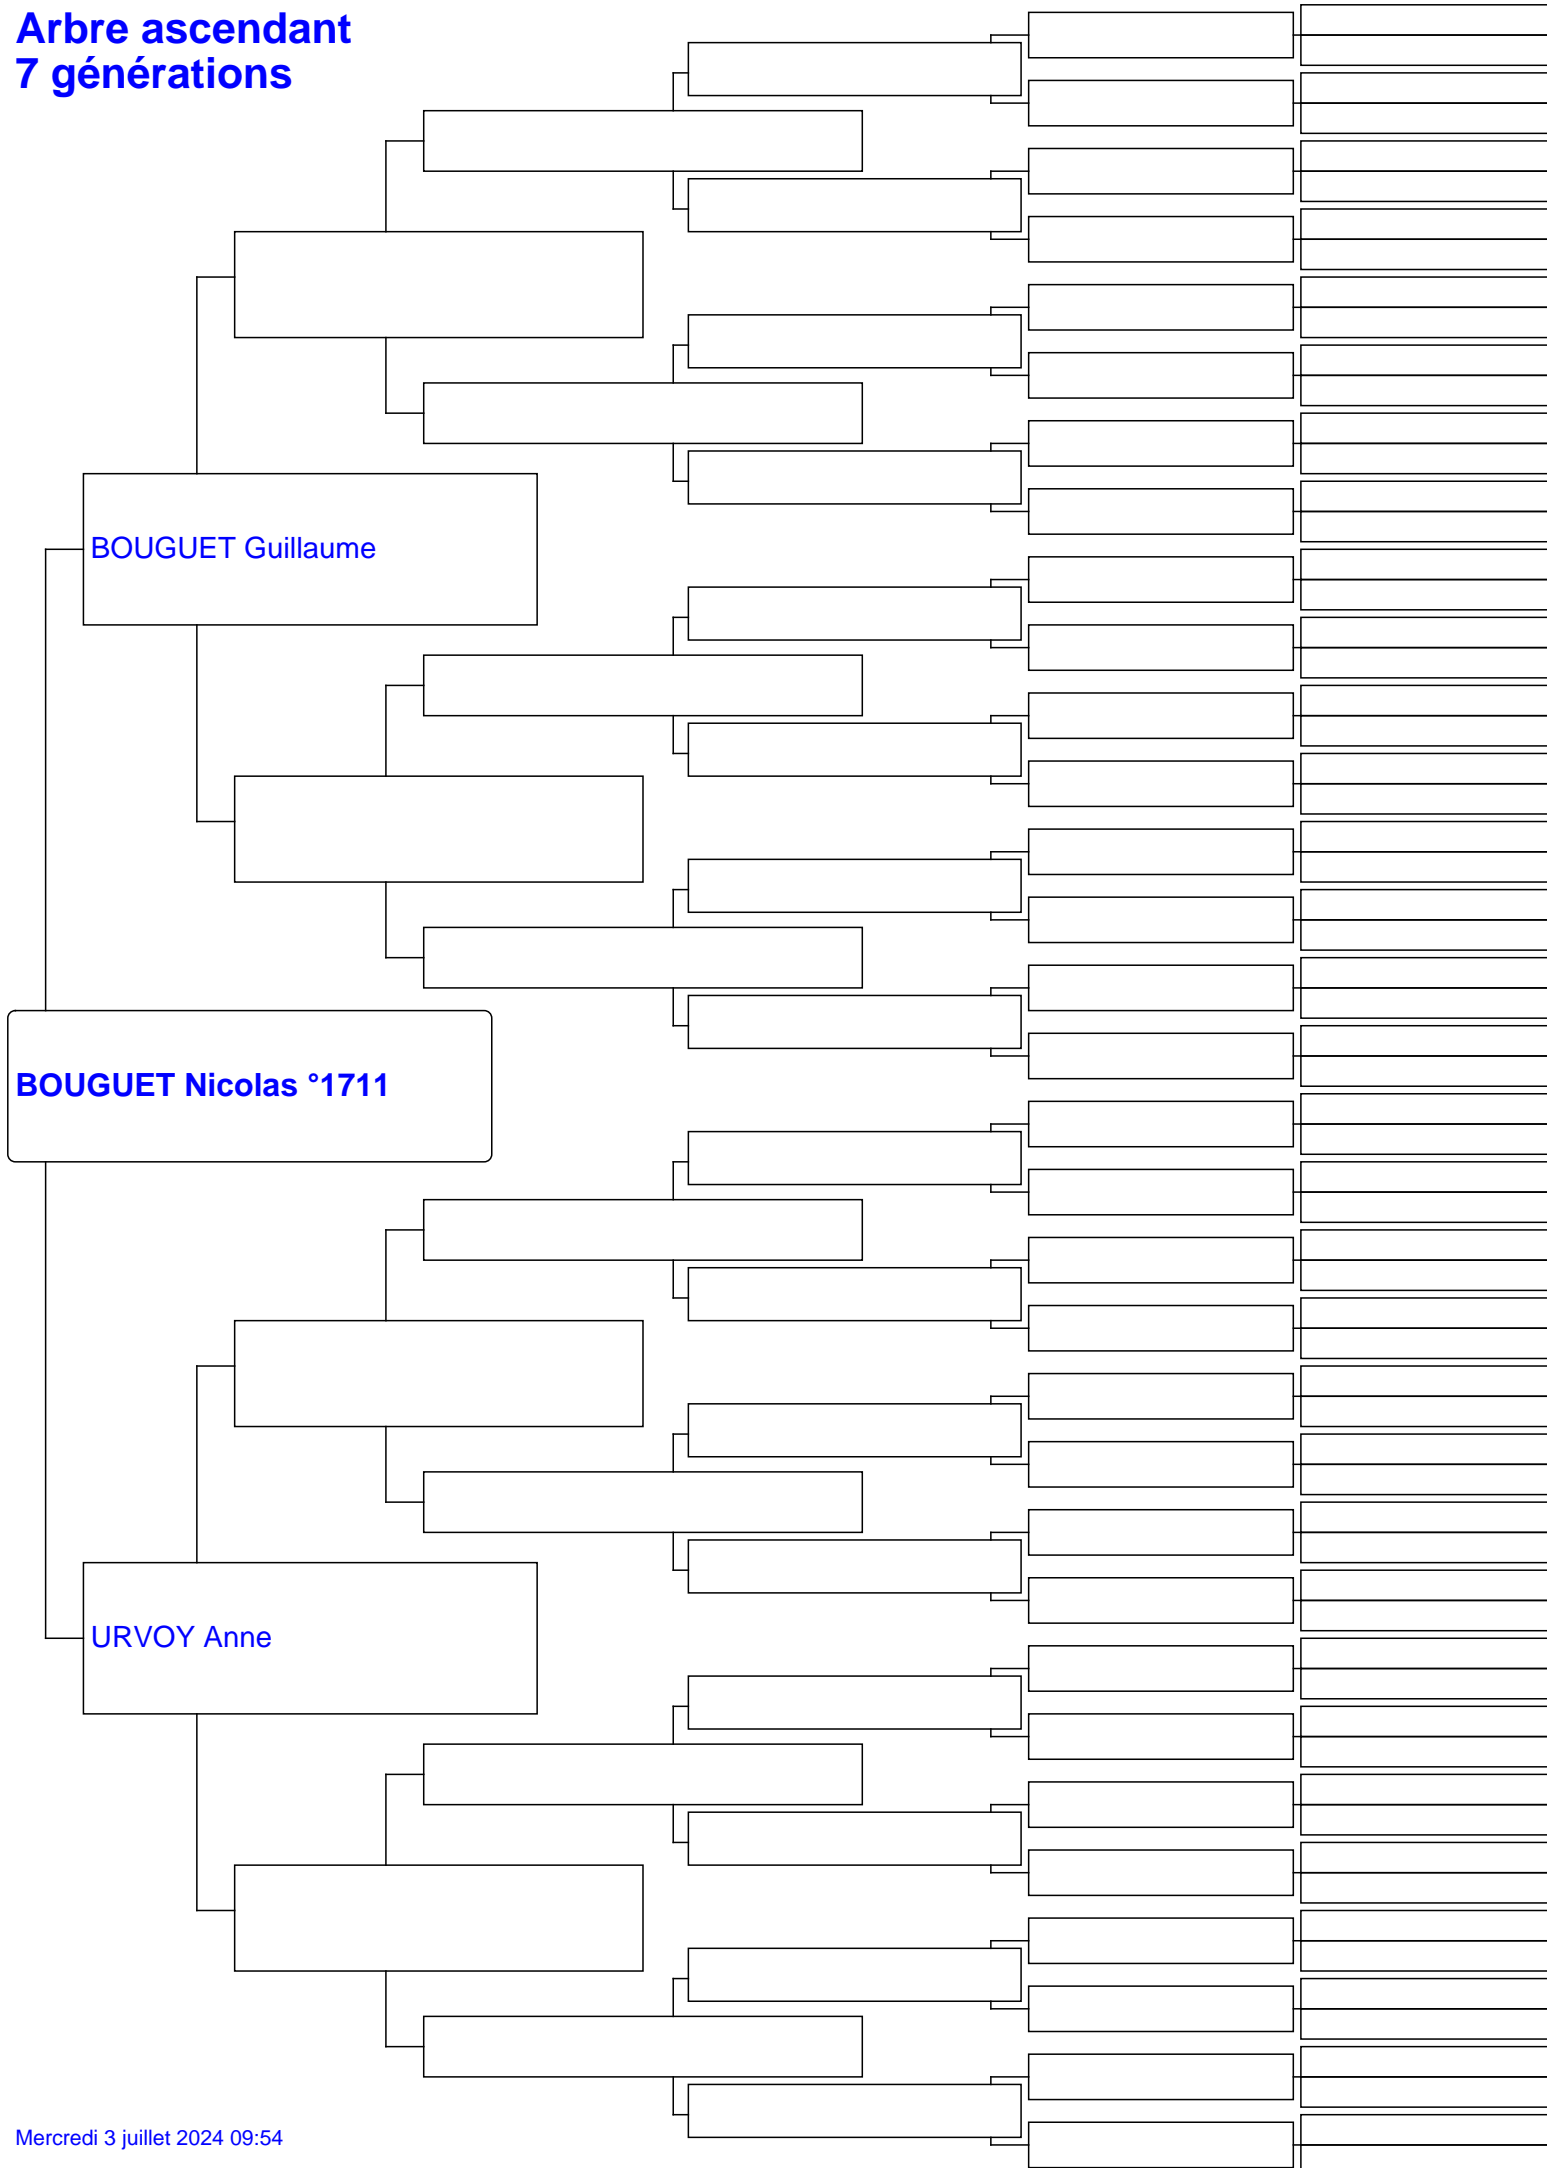 Arbre ascendant
7 générations
BOUGUET Guillaume
BOUGUET Nicolas °1711
URVOY Anne
Mercredi 3 juillet 2024 09:54